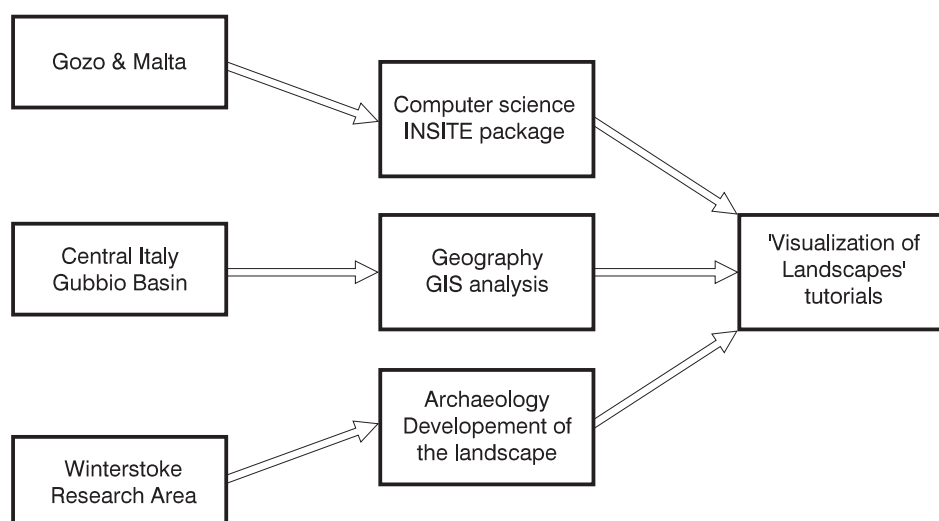 Gozo & Malta
Computer science
INSITE package
Central Italy
Gubbio Basin
Geography
GIS analysis
'Visualization of
Landscapes'
tutorials
Archaeology
Developement of
the landscape
Winterstoke
Research Area